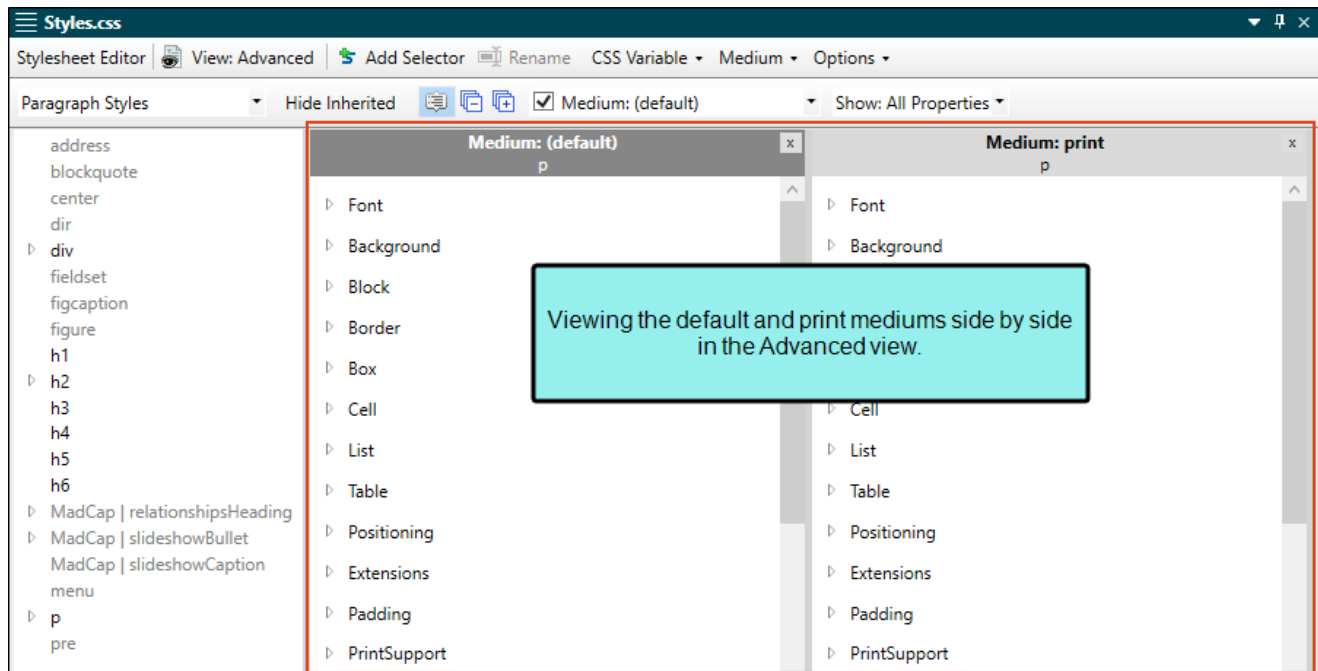 Styles.css
Stylesheet Editor View: Advanced Add Selector Rename CSS Variable Medium Options
Paragraph Styles Hide Inherited Medium: (default) Show: All Properties
address
blockquote
center
dir
div
fieldset
figcaption
figure
h1
h2
h3
h4
h5
h6
MadCap | relationshipsHeading
MadCap | slideshowBullet
MadCap | slideshowCaption
menu
p
pre
Medium: (default)
p
Font
Background
Block
Border
Box
Cell
List
Table
Positioning
Extensions
Padding
PrintSupport
Medium: print
p
Font
Background
Cell
List
Table
Positioning
Extensions
Padding
PrintSupport
Viewing the default and print mediums side by side
in the Advanced view.